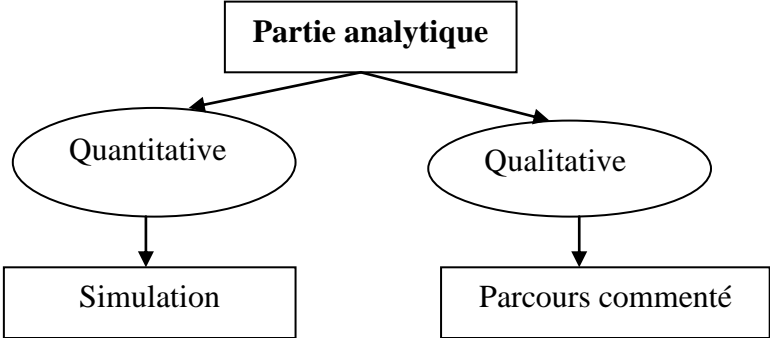 Partie analytique
Quantitative
Qualitative
Simulation
Parcours commenté